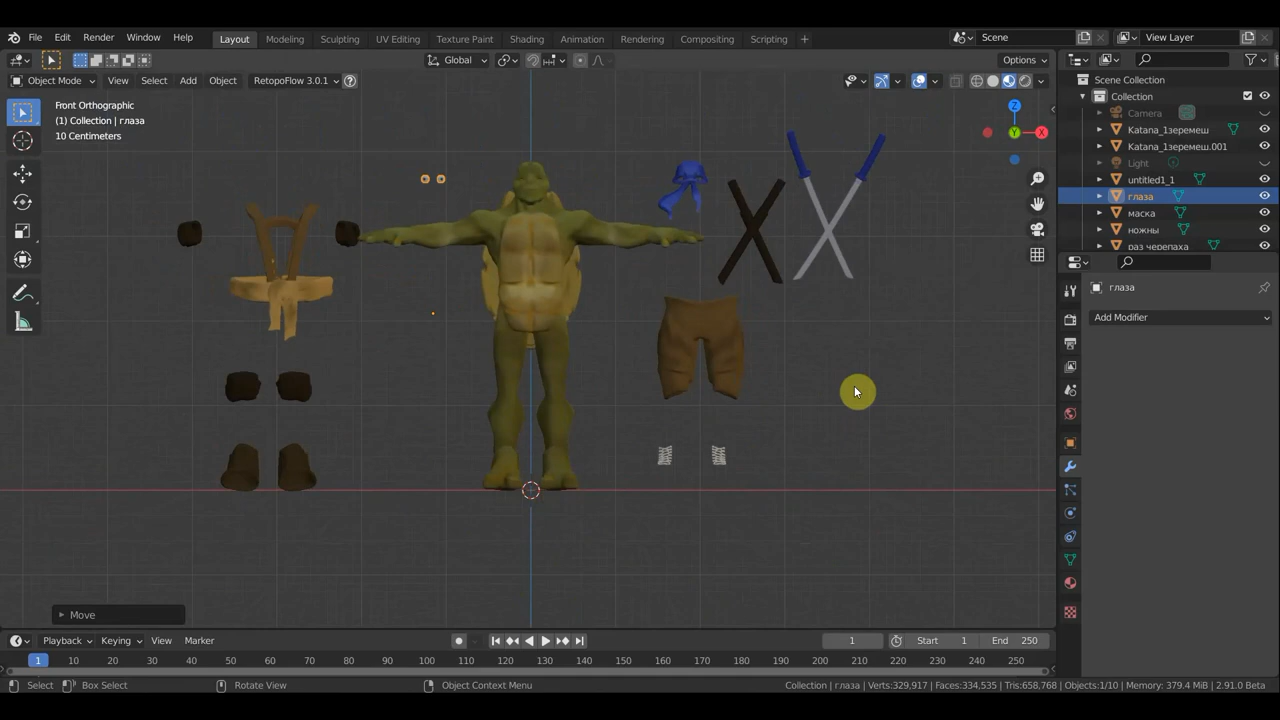 File Edit Render Window Help Layout Modeling Sculpting UV Editing Texture Paint Shading Animation Rendering Compositing Scripting + Scene View Layer
Global Options
Object Mode View Select Add Object RetopoFlow 3.0.1
Scene Collection
Collection
Camera
Katana_1зеремеш
Katana_1зеремеш.001
Light
untitled1_1
глаза
маска
ножны
раз черепаха
Front Orthographic
(1) Collection | глаза
10 Centimeters
X
Y
Z
глаза
Add Modifier
Move
Playback Keying View Marker 1 Start 1 End 250
1 10 20 30 40 50 60 70 80 90 100 110 120 130 140 150 160 170 180 190 200 210 220 230 240 250
Select Box Select Rotate View Object Context Menu Collection | глаза | Verts:329,917 | Faces:334,535 | Tris:658,768 | Objects:1/10 | Memory: 379.4 MiB | 2.91.0 Beta